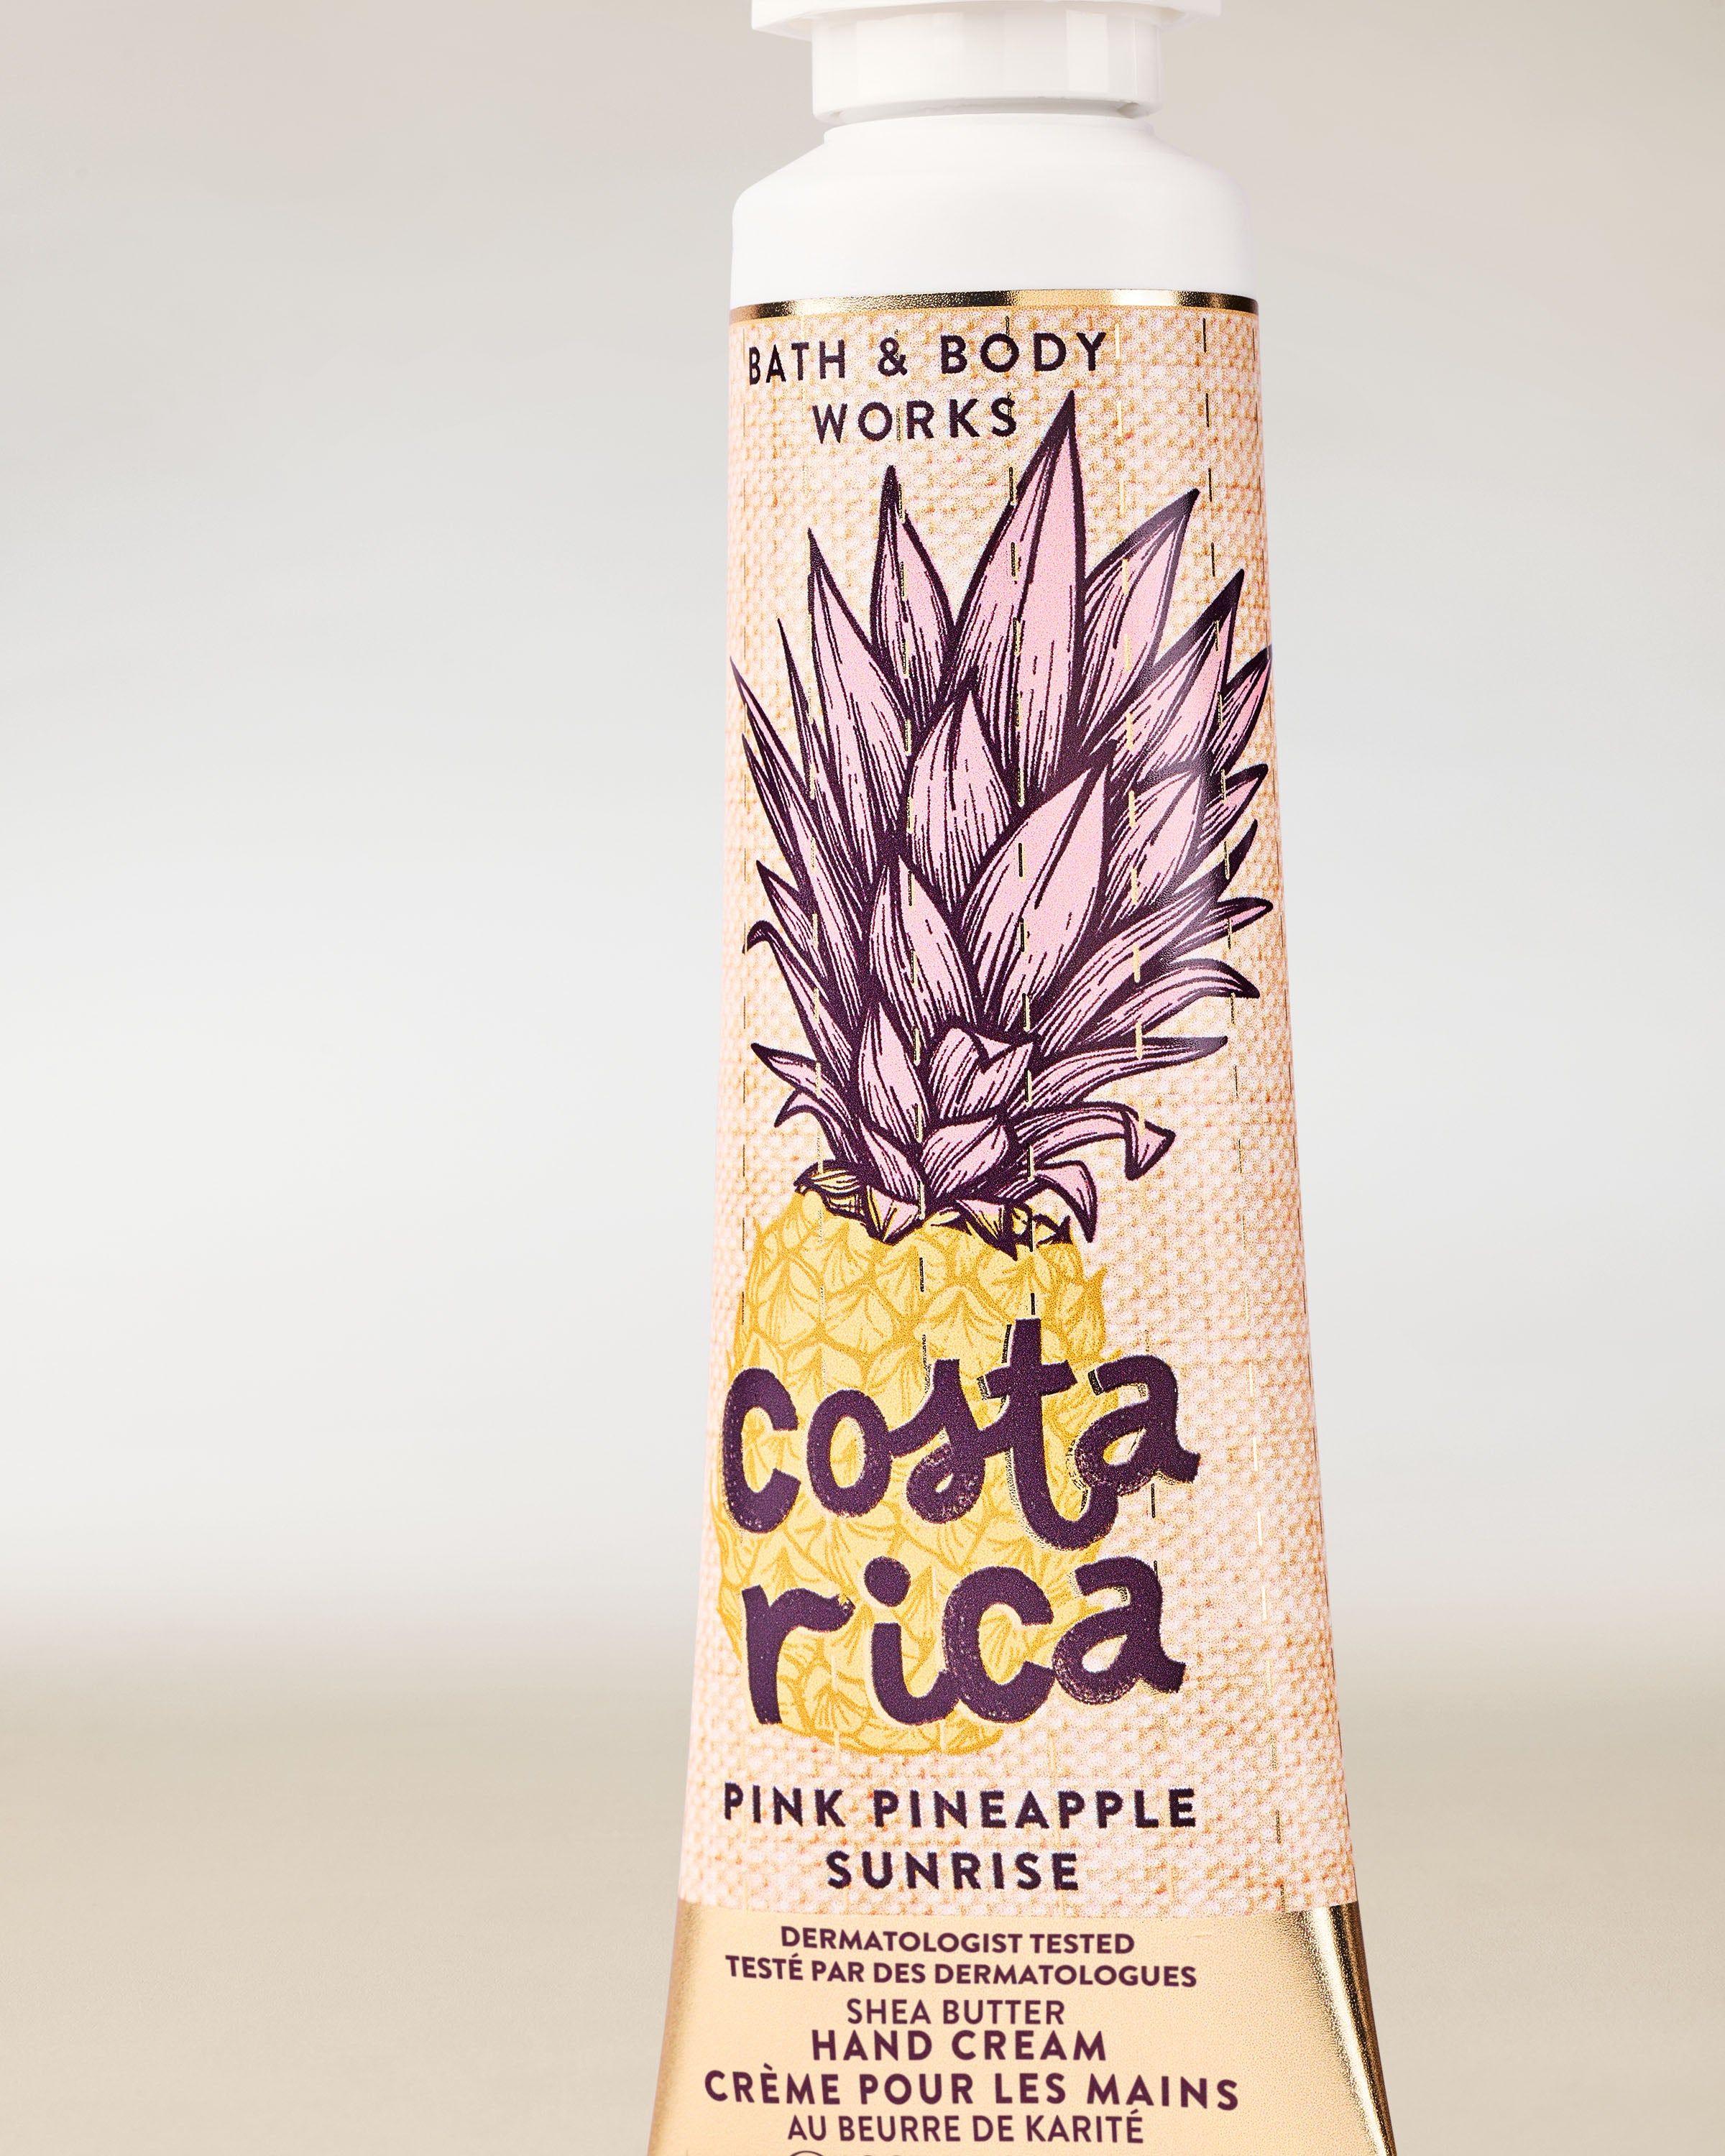 BATH & BODY
WORKS
costa
rica
PINK PINEAPPLE
SUNRISE
DERMATOLOGIST TESTED
TESTÉ PAR DES DERMATOLOGUES
SHEA BUTTER
HAND CREAM
CRÈME POUR LES MAINS
AU BEURRE DE KARITÉ